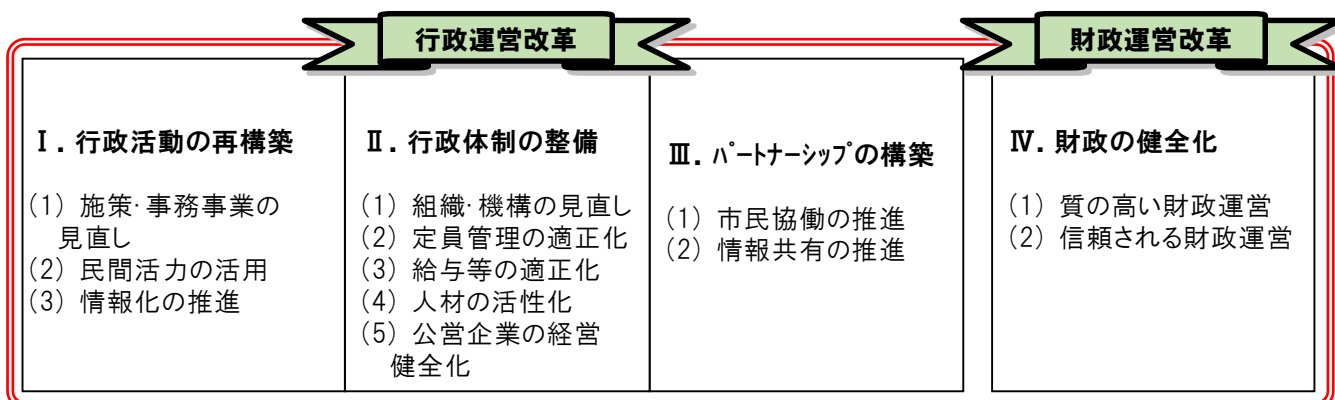 行政運営改革
財政運営改革
Ⅰ．行政活動の再構築
(1) 施策･事務事業の
見直し
(2) 民間活力の活用
(3) 情報化の推進
Ⅱ．行政体制の整備
(1) 組織･機構の見直し
(2) 定員管理の適正化
(3) 給与等の適正化
(4) 人材の活性化
(5) 公営企業の経営
健全化
Ⅲ．ﾊﾟｰﾄﾅｰｼｯﾌﾟの構築
(1) 市民協働の推進
(2) 情報共有の推進
Ⅳ．財政の健全化
(1) 質の高い財政運営
(2) 信頼される財政運営